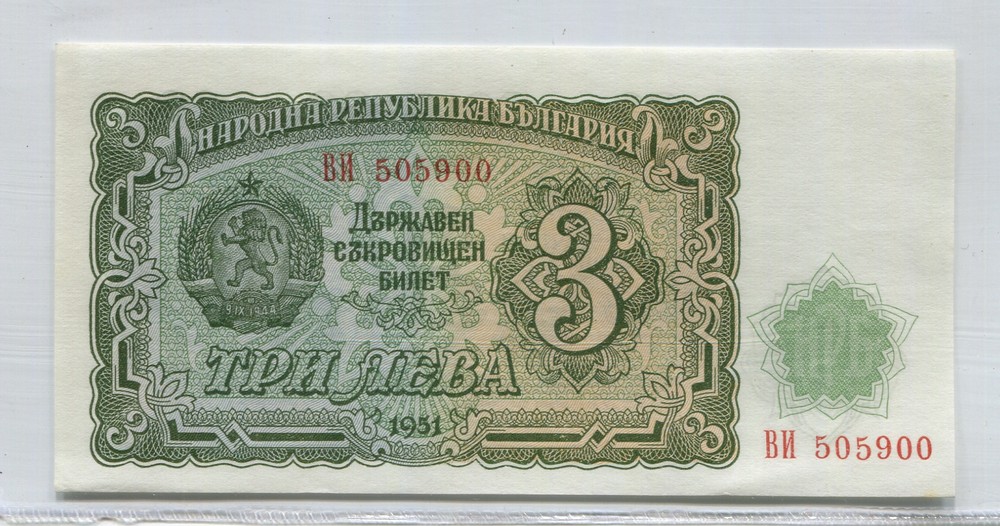 НАРОДНА РЕПУБЛИКА БЪЛГАРИЯ
ВИ 505900
ДЪРЖАВЕН
СЪКРОВИЩЕН
БИЛЕТ
3
9 IX 1944
ТРИ ЛЕВА
1951
ВИ 505900